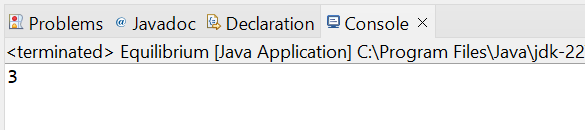 Problems @ Javadoc Declaration Console ×
<terminated> Equilibrium [Java Application] C:\Program Files\Java\jdk-22
3